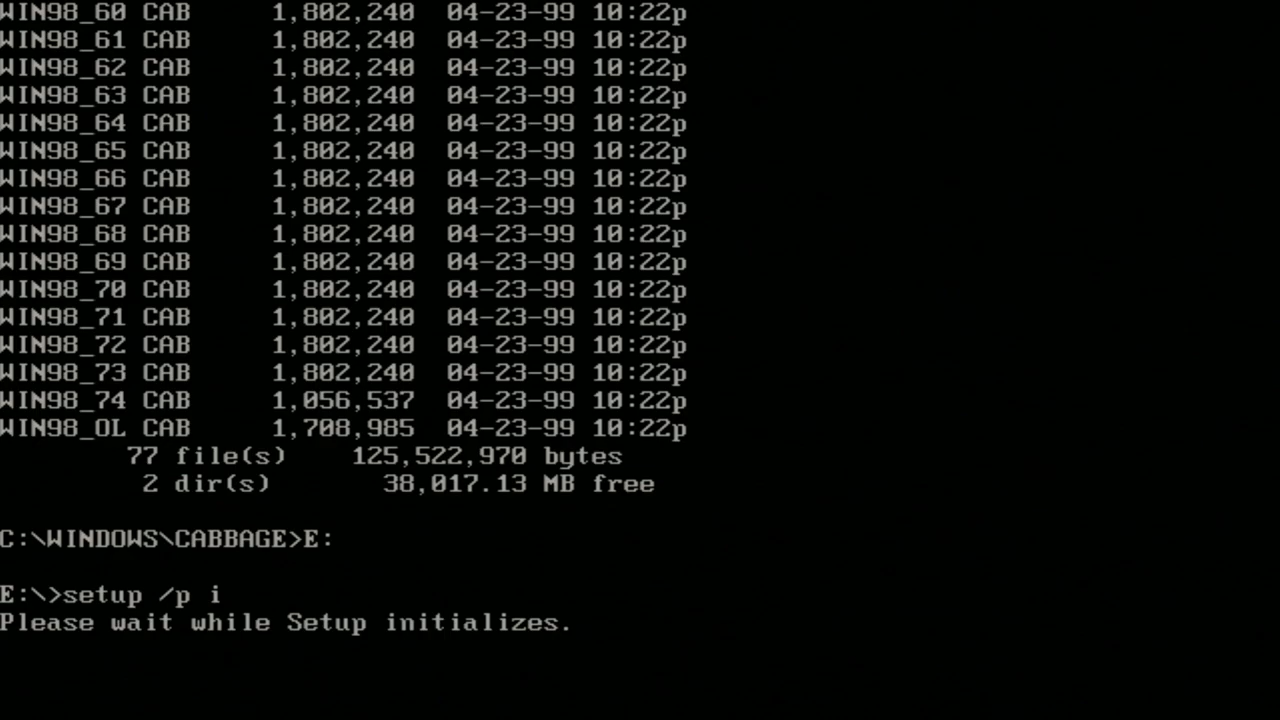 WIN98_60 CAB 1,802,240 04-23-99 10:22p
WIN98_61 CAB 1,802,240 04-23-99 10:22p
WIN98_62 CAB 1,802,240 04-23-99 10:22p
WIN98_63 CAB 1,802,240 04-23-99 10:22p
WIN98_64 CAB 1,802,240 04-23-99 10:22p
WIN98_65 CAB 1,802,240 04-23-99 10:22p
WIN98_66 CAB 1,802,240 04-23-99 10:22p
WIN98_67 CAB 1,802,240 04-23-99 10:22p
WIN98_68 CAB 1,802,240 04-23-99 10:22p
WIN98_69 CAB 1,802,240 04-23-99 10:22p
WIN98_70 CAB 1,802,240 04-23-99 10:22p
WIN98_71 CAB 1,802,240 04-23-99 10:22p
WIN98_72 CAB 1,802,240 04-23-99 10:22p
WIN98_73 CAB 1,802,240 04-23-99 10:22p
WIN98_74 CAB 1,056,537 04-23-99 10:22p
WIN98_OL CAB 1,708,985 04-23-99 10:22p
77 file(s) 125,522,970 bytes
2 dir(s) 38,017.13 MB free
C:\WINDOWS\CABBAGE>E:
E:\>setup /p i
Please wait while Setup initializes.